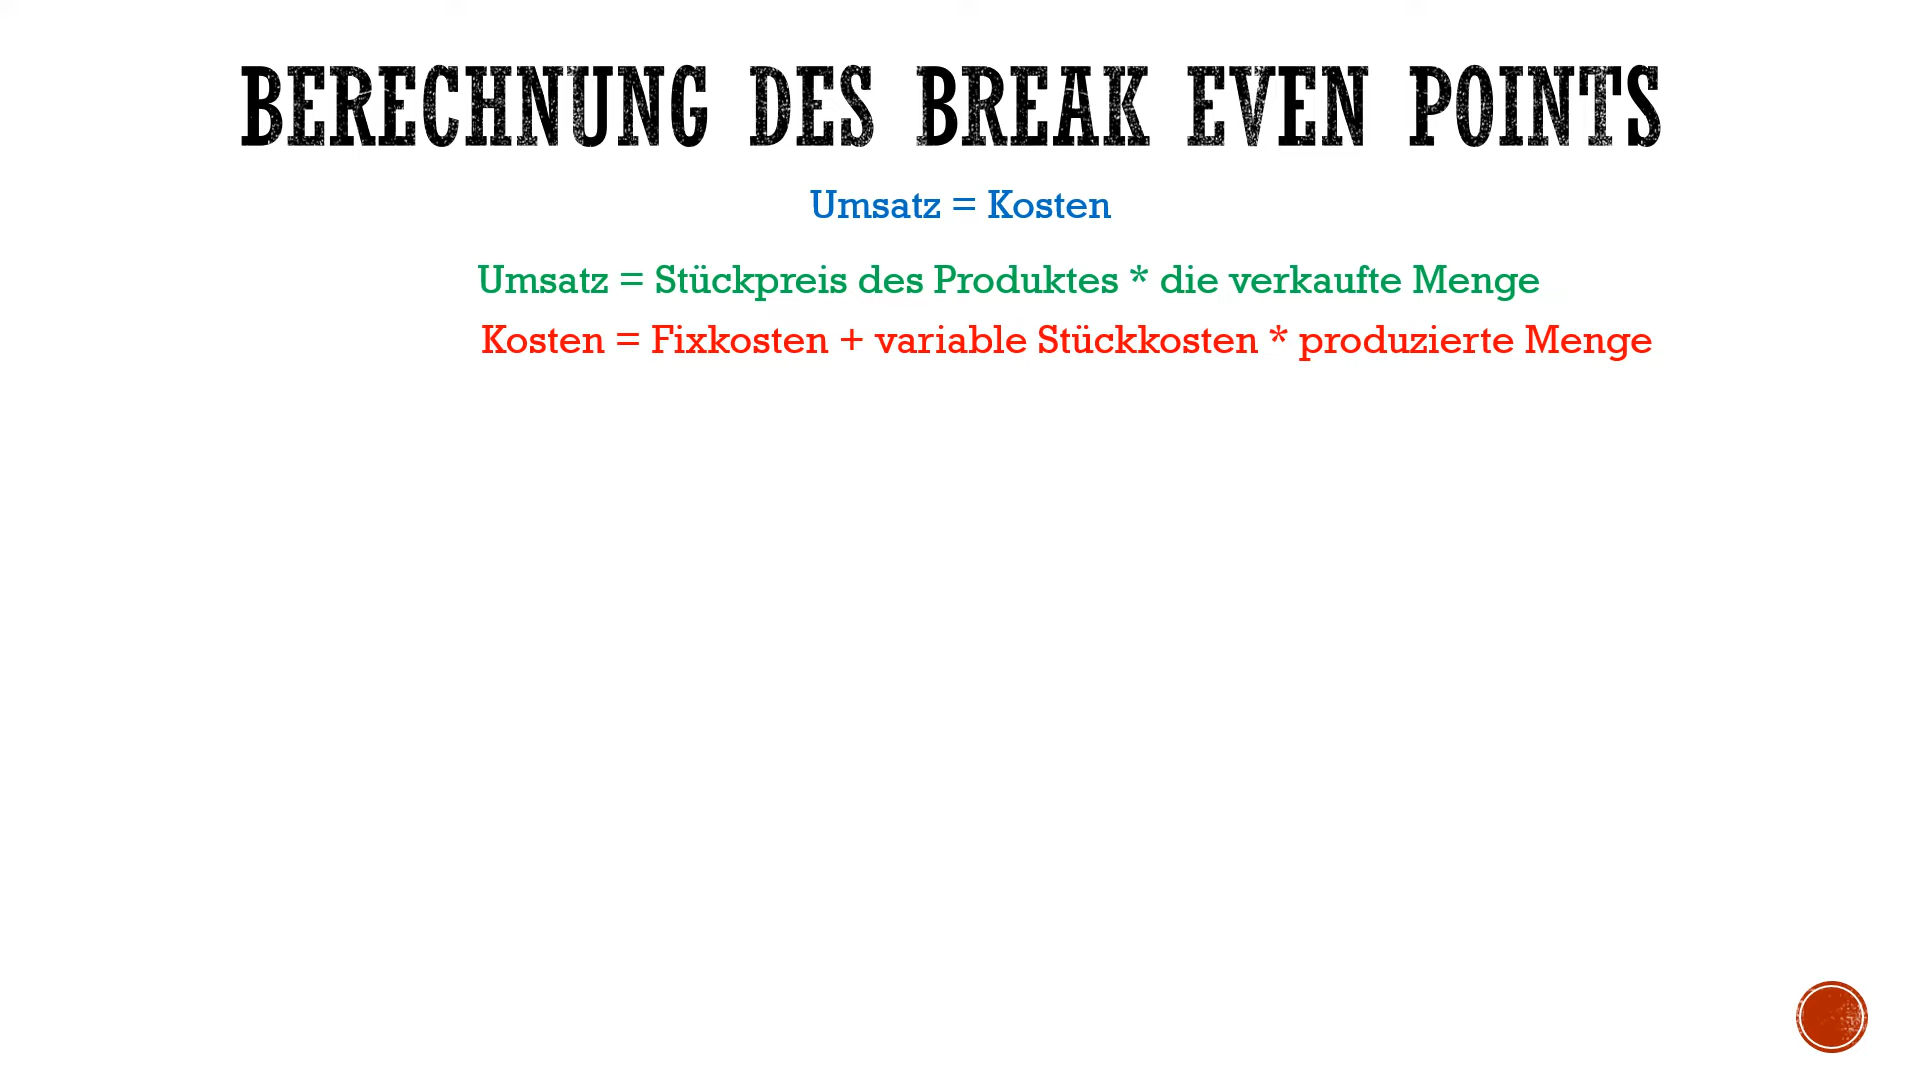 BERECHNUNG DES BREAK EVEN POINTS
Umsatz = Kosten
Umsatz = Stückpreis des Produktes * die verkaufte Menge
Kosten = Fixkosten + variable Stückkosten * produzierte Menge